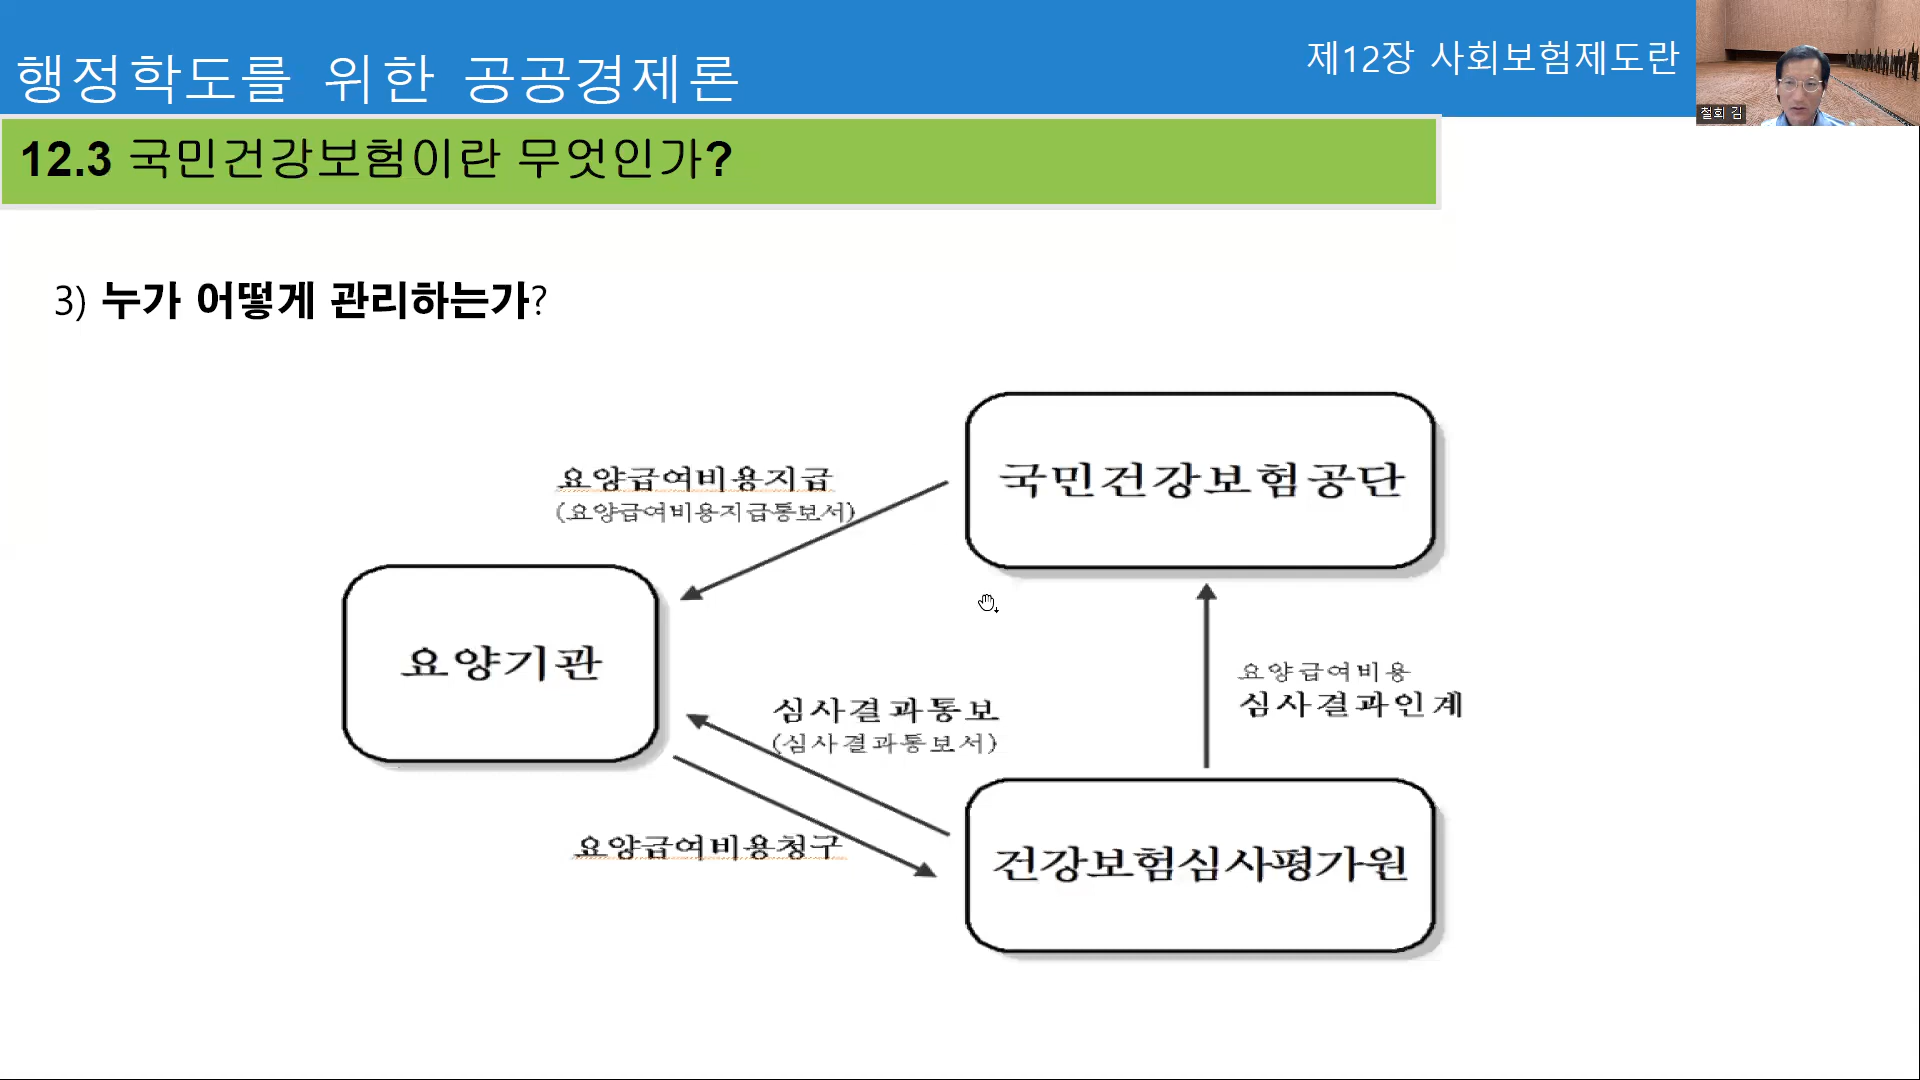 행정학도를 위한 공공경제론
제12장 사회보험제도란
철희 김
12.3 국민건강보험이란 무엇인가?
3) 누가 어떻게 관리하는가?
국민건강보험공단
요양급여비용지급
(요양급여비용지급통보서)
요양기관
요양급여비용
심사결과인계
심사결과통보
(심사결과통보서)
요양급여비용청구
건강보험심사평가원